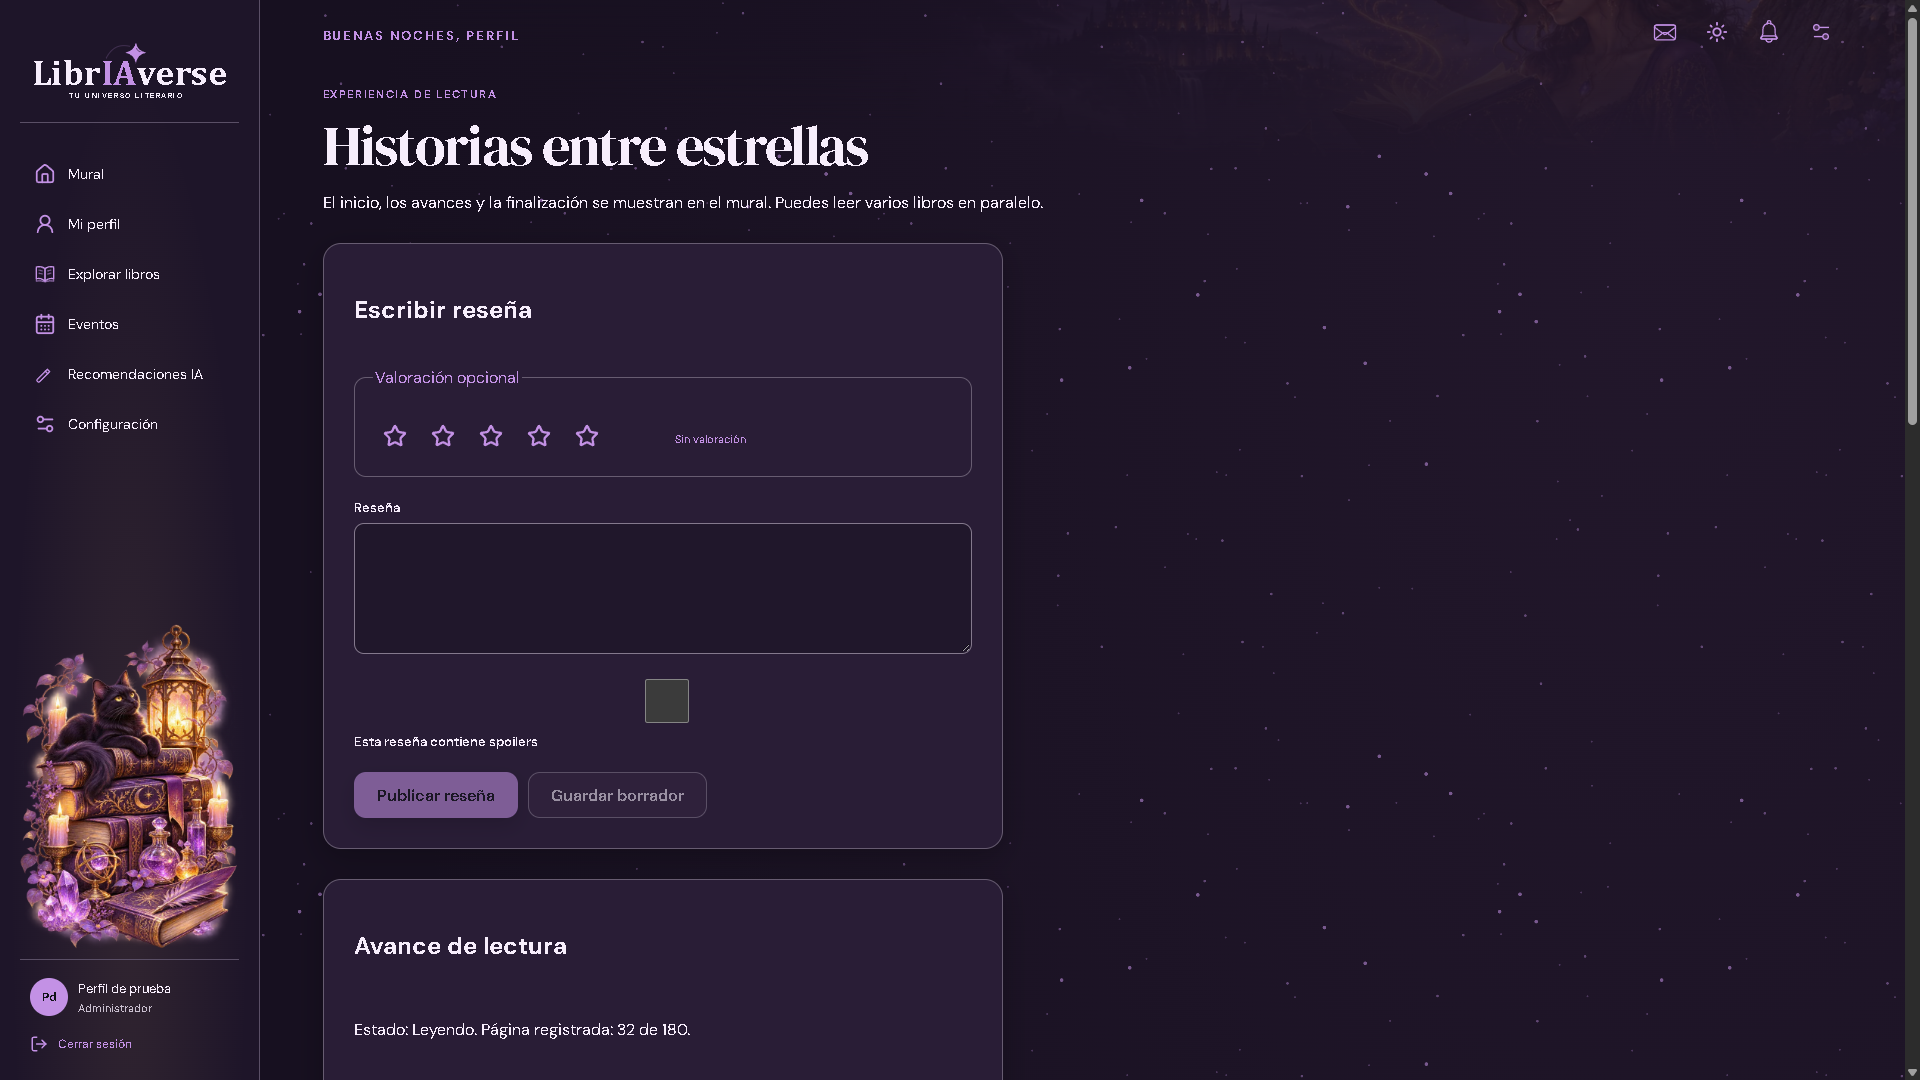 LibrIAverse
TU UNIVERSO LITERARIO
Mural
Mi perfil
Explorar libros
Eventos
Recomendaciones IA
Configuración
Pd
Perfil de prueba
Administrador
Cerrar sesión
BUENAS NOCHES, PERFIL
EXPERIENCIA DE LECTURA
Historias entre estrellas
El inicio, los avances y la finalización se muestran en el mural. Puedes leer varios libros en paralelo.
Escribir reseña
Valoración opcional
Sin valoración
Reseña
Esta reseña contiene spoilers
Publicar reseña
Guardar borrador
Avance de lectura
Estado: Leyendo. Página registrada: 32 de 180.